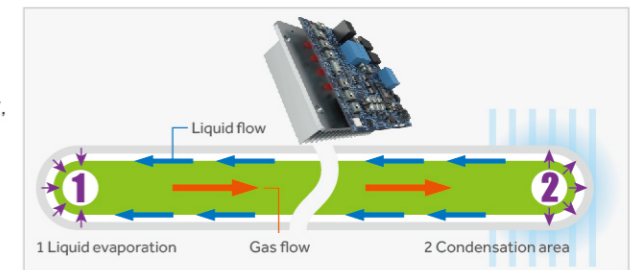 Liquid flow
1
2
1 Liquid evaporation
Gas flow
2 Condensation area